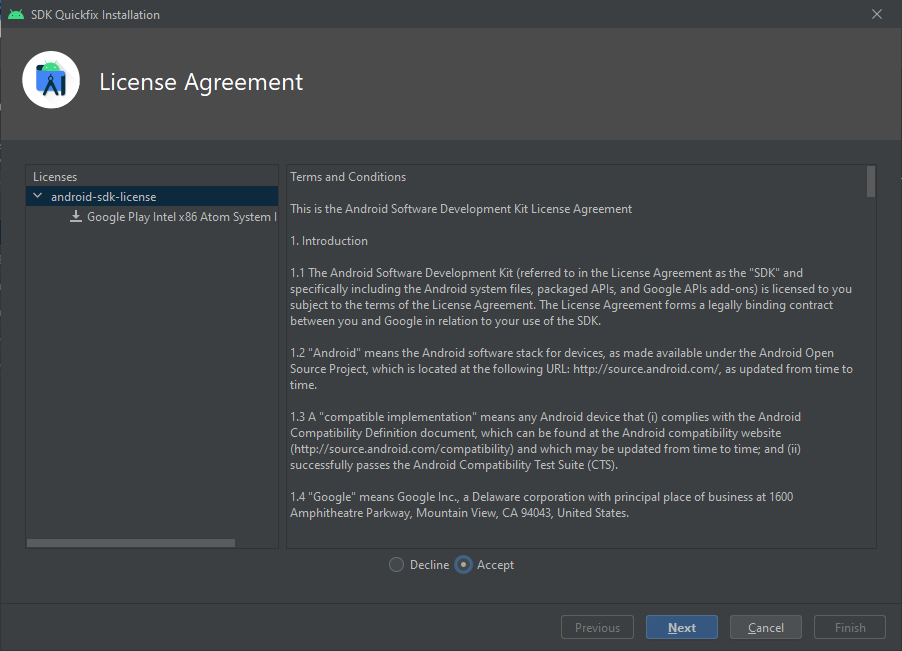 SDK Quickfix Installation
License Agreement
Licenses
android-sdk-license
Google Play Intel x86 Atom System I
Terms and Conditions
This is the Android Software Development Kit License Agreement
1. Introduction
1.1 The Android Software Development Kit (referred to in the License Agreement as the "SDK" and
specifically including the Android system files, packaged APIs, and Google APIs add-ons) is licensed to you
subject to the terms of the License Agreement. The License Agreement forms a legally binding contract
between you and Google in relation to your use of the SDK.
1.2 "Android" means the Android software stack for devices, as made available under the Android Open
Source Project, which is located at the following URL: http://source.android.com/, as updated from time to
time.
1.3 A "compatible implementation" means any Android device that (i) complies with the Android
Compatibility Definition document, which can be found at the Android compatibility website
(http://source.android.com/compatibility) and which may be updated from time to time; and (ii)
successfully passes the Android Compatibility Test Suite (CTS).
1.4 "Google" means Google Inc., a Delaware corporation with principal place of business at 1600
Amphitheatre Parkway, Mountain View, CA 94043, United States.
Decline Accept
Previous Next Cancel Finish